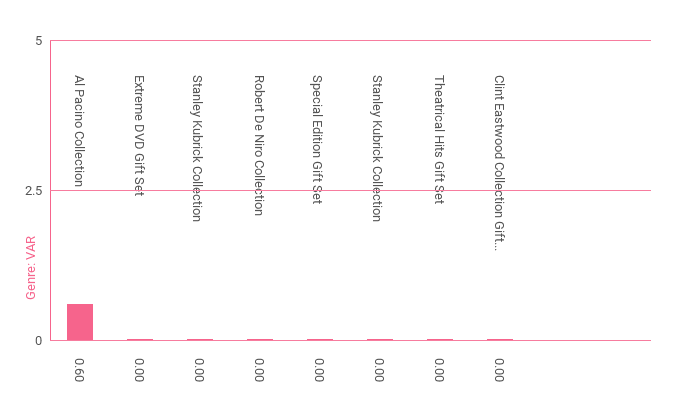 5
2.5
0
Genre: VAR
Al Pacino Collection
Extreme DVD Gift Set
Stanley Kubrick Collection
Robert De Niro Collection
Special Edition Gift Set
Stanley Kubrick Collection
Theatrical Hits Gift Set
Clint Eastwood Collection Gift...
0.60
0.00
0.00
0.00
0.00
0.00
0.00
0.00